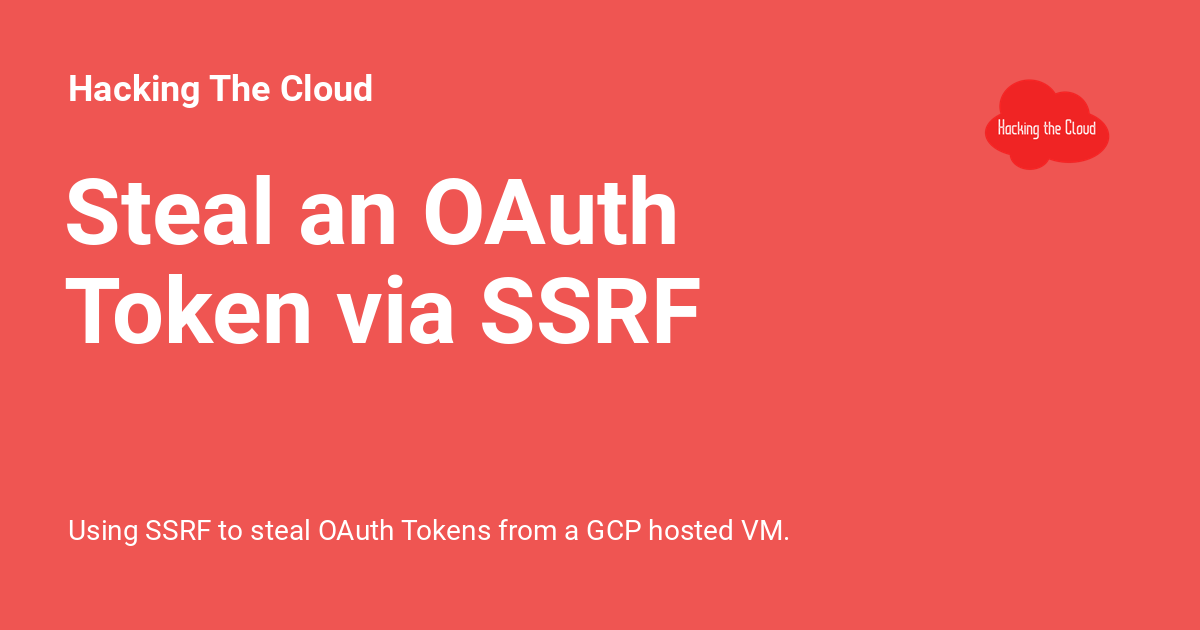 Hacking The Cloud
Hacking the Cloud
Steal an OAuth
Token via SSRF
Using SSRF to steal OAuth Tokens from a GCP hosted VM.